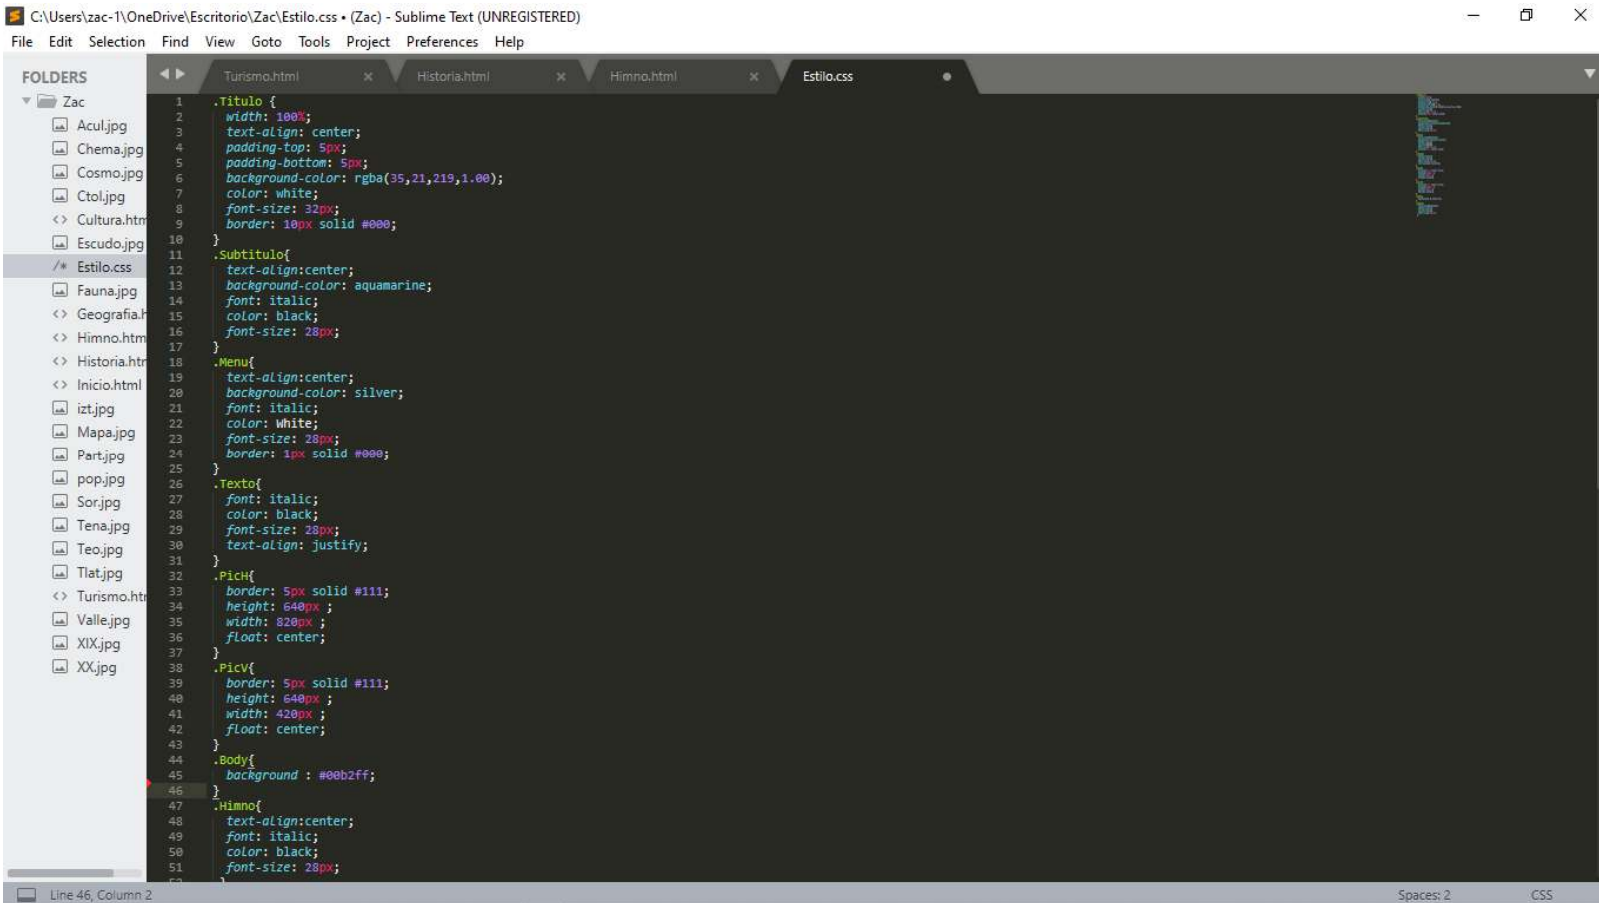 C:\Users\zac-1\OneDrive\Escritorio\Zac\Estilo.css • (Zac) - Sublime Text (UNREGISTERED)
File Edit Selection Find View Goto Tools Project Preferences Help
FOLDERS
Zac
Acul.jpg
Chema.jpg
Cosmo.jpg
Ctol.jpg
<> Cultura.htm
Escudo.jpg
/* Estilo.css
Fauna.jpg
<> Geografia.h
<> Himno.htm
<> Historia.htr
<> Inicio.html
izt.jpg
Mapa.jpg
Part.jpg
pop.jpg
Sor.jpg
Tena.jpg
Teo.jpg
Tlat.jpg
<> Turismo.htr
Valle.jpg
XIX.jpg
XX.jpg
Turismo.html × Historia.html × Himno.html × Estilo.css •
1 .Titulo {
2 width: 100%;
3 text-align: center;
4 padding-top: 5px;
5 padding-bottom: 5px;
6 background-color: rgba(35,21,219,1.00);
7 color: white;
8 font-size: 32px;
9 border: 10px solid #000;
10 }
11 .Subtitulo{
12 text-align:center;
13 background-color: aquamarine;
14 font: italic;
15 color: black;
16 font-size: 28px;
17 }
18 .Menu{
19 text-align:center;
20 background-color: silver;
21 font: italic;
22 color: White;
23 font-size: 28px;
24 border: 1px solid #000;
25 }
26 .Texto{
27 font: italic;
28 color: black;
29 font-size: 28px;
30 text-align: justify;
31 }
32 .PicH{
33 border: 5px solid #111;
34 height: 640px ;
35 width: 820px ;
36 float: center;
37 }
38 .PicV{
39 border: 5px solid #111;
40 height: 640px ;
41 width: 420px ;
42 float: center;
43 }
44 .Body{
45 background : #00b2ff;
46 }
47 .Himno{
48 text-align:center;
49 font: italic;
50 color: black;
51 font-size: 28px;
Line 46, Column 2
Spaces: 2 CSS